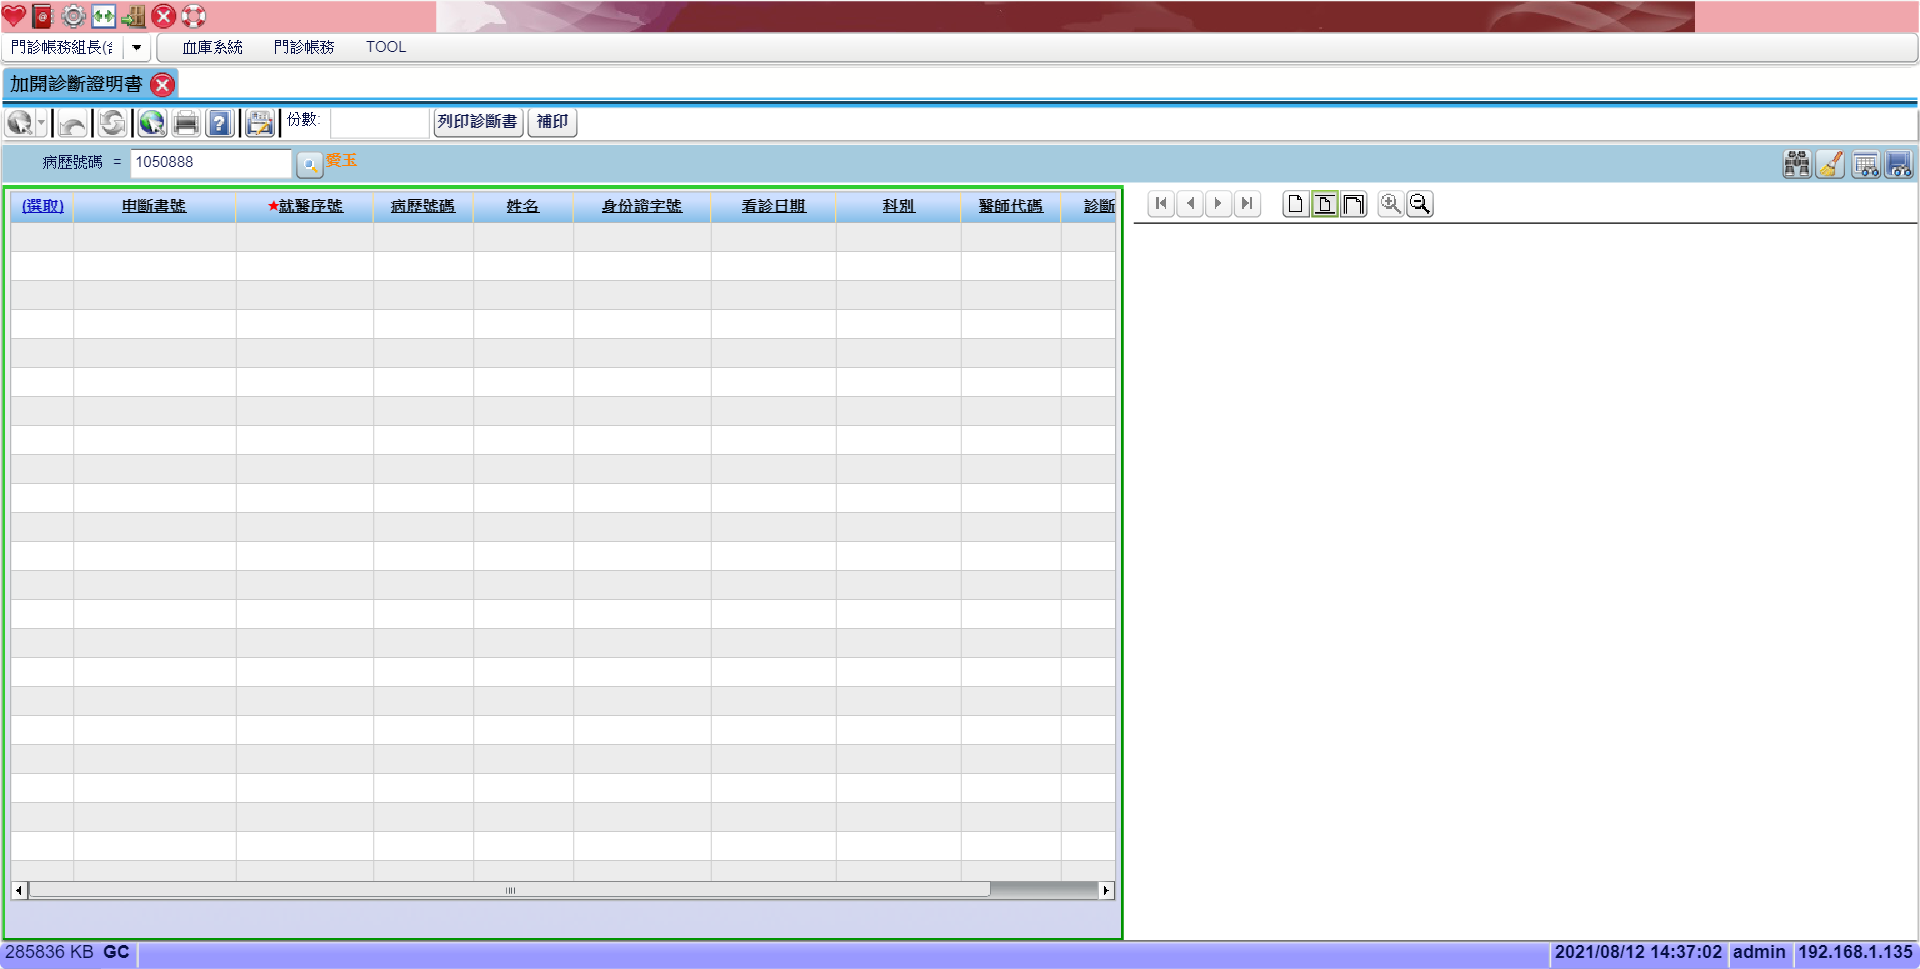 門診帳務組長(含
血庫系統 門診帳務 TOOL
加開診斷證明書
份數: 列印診斷書 補印
病歷號碼 = 1050888 愛玉
(選取) 申斷書號 ★就醫序號 病歷號碼 姓名 身份證字號 看診日期 科別 醫師代碼 診斷
285836 KB GC 2021/08/12 14:37:02 admin 192.168.1.135